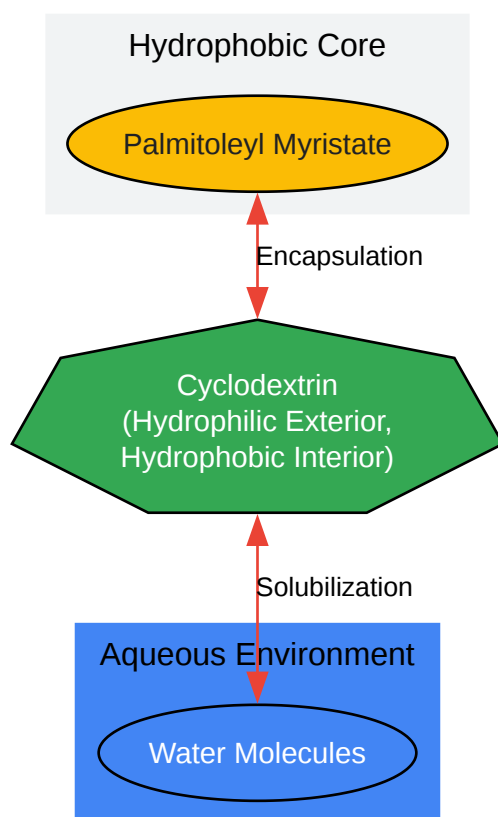 Hydrophobic Core
Palmitoleyl Myristate
Encapsulation
Cyclodextrin
(Hydrophilic Exterior,
Hydrophobic Interior)
Solubilization
Aqueous Environment
Water Molecules